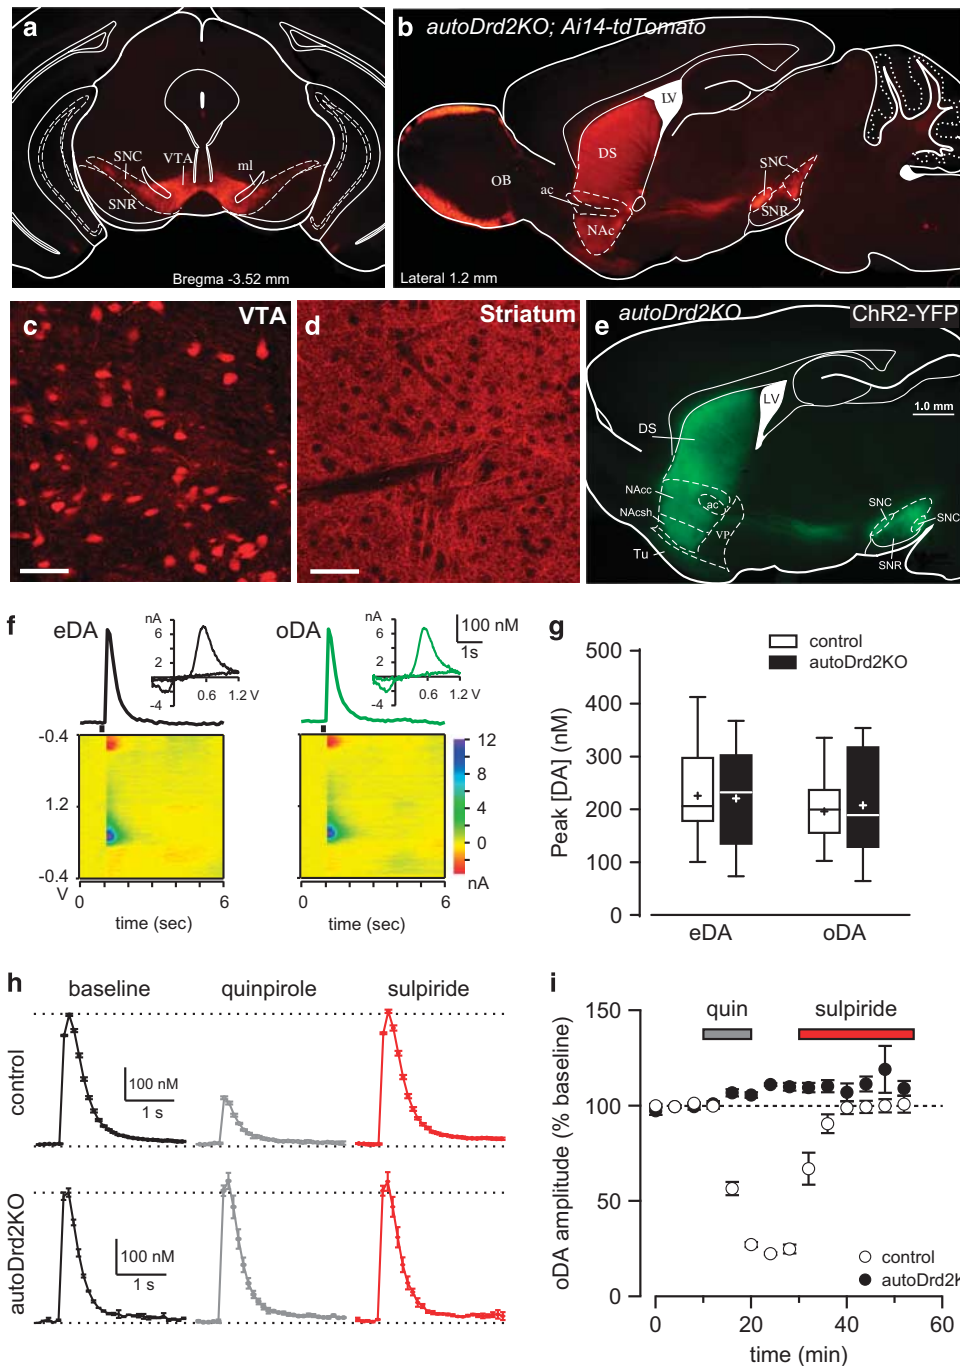 a
SNC
VTA
ml
SNR
Bregma -3.52 mm
b
autoDrd2KO; Ai14-tdTomato
LV
DS
OB
ac
NAc
SNC
SNR
Lateral 1.2 mm
c
VTA
d
Striatum
e
autoDrd2KO
ChR2-YFP
LV
1.0 mm
DS
NAcc
ac
NAcsh
VP
Tu
SNC
SNC
SNR
f
eDA
nA
6
2
-4
0.6
1.2 V
oDA
6
2
-4
0.6
1.2 V
100 nM
1s
-0.4
1.2
-0.4
V
0
6
time (sec)
0
6
time (sec)
12
8
4
0
nA
g
control
autoDrd2KO
Peak [DA] (nM)
500
400
300
200
100
0
eDA
oDA
h
baseline
quinpirole
sulpiride
control
100 nM
1 s
autoDrd2KO
100 nM
1 s
i
quin
sulpiride
oDA amplitude (% baseline)
150
100
50
0
control
autoDrd2K
0
20
40
60
time (min)